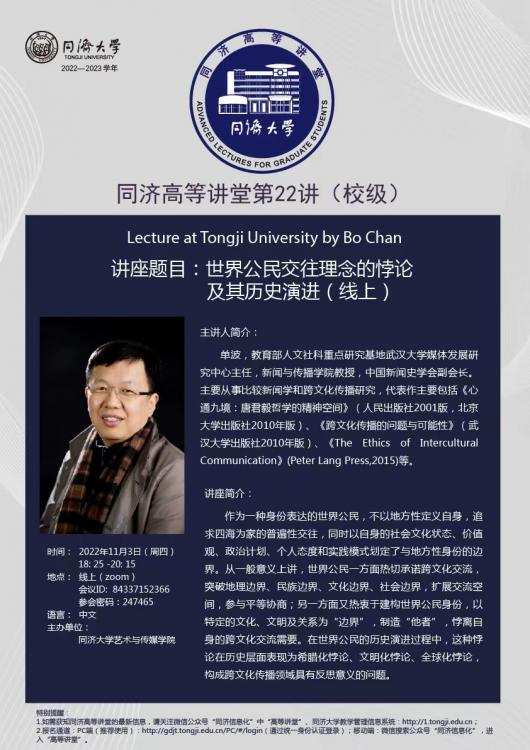 同濟大學
TONGJI UNIVERSITY
2022—2023 学年
同济高等讲堂
同濟大學
ADVANCED LECTURES FOR GRADUATE STUDENTS
同济高等讲堂第22讲（校级）
Lecture at Tongji University by Bo Chan
讲座题目：世界公民交往理念的悖论
及其历史演进（线上）
主讲人简介：
单波，教育部人文社科重点研究基地武汉大学媒体发展研
究中心主任，新闻与传播学院教授，中国新闻史学会副会长。
主要从事比较新闻学和跨文化传播研究，代表作主要包括《心
通九境：唐君毅哲学的精神空间》（人民出版社2001版，北京
大学出版社2010年版）、《跨文化传播的问题与可能性》（武
汉大学出版社2010年版）、《The Ethics of Intercultural
Communication》(Peter Lang Press,2015)等。
讲座简介：
作为一种身份表达的世界公民，不以地方性定义自身，追
求四海为家的普遍性交往，同时以自身的社会文化状态、价值
观、政治计划、个人态度和实践模式划定了与地方性身份的边
界。从一般意义上讲，世界公民一方面热切承诺跨文化交流，
突破地理边界、民族边界、文化边界、社会边界，扩展交流空
间，参与平等协商；另一方面又热衷于建构世界公民身份，以
特定的文化、文明及关系为“边界”，制造“他者”，悖离自
身的跨文化交流需要。在世界公民的历史演进过程中，这种悖
论在历史层面表现为希腊化悖论、文明化悖论、全球化悖论，
构成跨文化传播领域具有反思意义的问题。
时间： 2022年11月3日（周四）
18: 25 -20: 15
地点： 线上（zoom）
会议ID: 84337152366
参会密码：247465
语言： 中文
主办单位：
同济大学艺术与传媒学院
特别提醒：
1.如需获知同济高等讲堂的最新信息，请关注微信公众号“同济信息化”中“高等讲堂”、同济大学教学管理信息系统：http://1.tongji.edu.cn；
2.报名通道：PC端（推荐使用）：http://gdjt.tongji.edu.cn/PC/#/login（通过统一身份认证登录）；移动端：微信搜索公众号“同济信息化”，进
入“高等讲堂”。